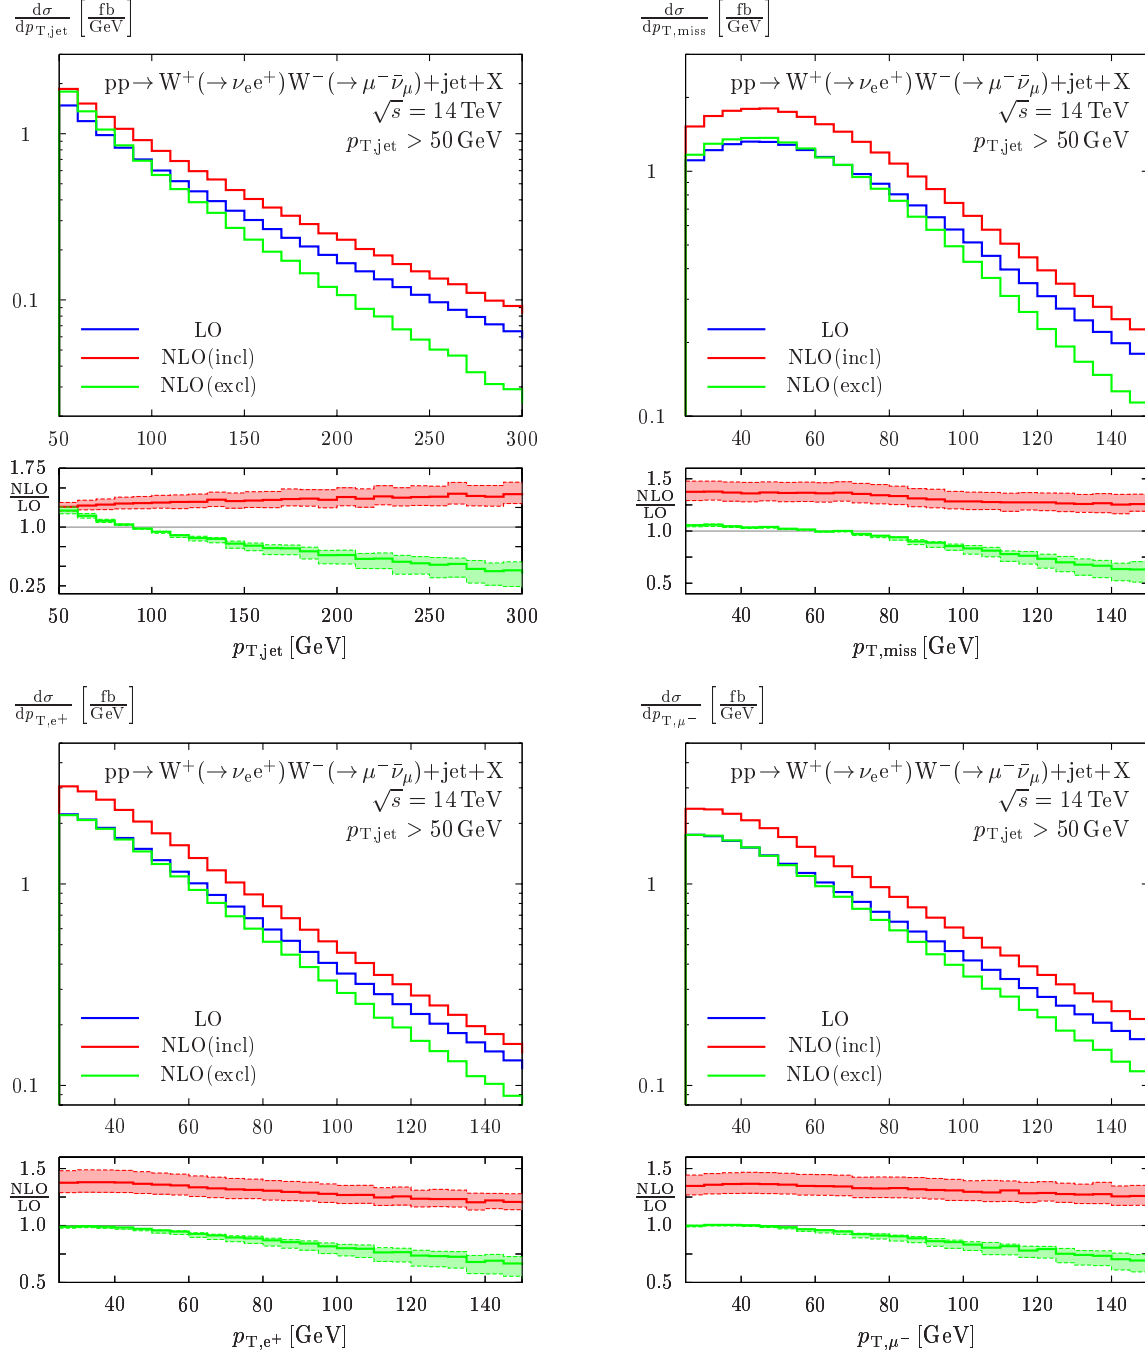 dσ/dp_T,jet [fb/GeV]
pp→W⁺(→ν_e e⁺)W⁻(→μ⁻ν̄_μ)+jet+X
√s = 14 TeV
p_T,jet > 50 GeV
1
0.1
LO
NLO(incl)
NLO(excl)
50 100 150 200 250 300
1.75
NLO/LO
1.0
0.25
50 100 150 200 250 300
p_T,jet [GeV]
dσ/dp_T,miss [fb/GeV]
pp→W⁺(→ν_e e⁺)W⁻(→μ⁻ν̄_μ)+jet+X
√s = 14 TeV
p_T,jet > 50 GeV
1
LO
NLO(incl)
NLO(excl)
0.1
40 60 80 100 120 140
1.5
NLO/LO
1.0
0.5
40 60 80 100 120 140
p_T,miss [GeV]
dσ/dp_T,e⁺ [fb/GeV]
pp→W⁺(→ν_e e⁺)W⁻(→μ⁻ν̄_μ)+jet+X
√s = 14 TeV
p_T,jet > 50 GeV
1
LO
NLO(incl)
NLO(excl)
0.1
40 60 80 100 120 140
1.5
NLO/LO
1.0
0.5
40 60 80 100 120 140
p_T,e⁺ [GeV]
dσ/dp_T,μ⁻ [fb/GeV]
pp→W⁺(→ν_e e⁺)W⁻(→μ⁻ν̄_μ)+jet+X
√s = 14 TeV
p_T,jet > 50 GeV
1
LO
NLO(incl)
NLO(excl)
0.1
40 60 80 100 120 140
1.5
NLO/LO
1.0
0.5
40 60 80 100 120 140
p_T,μ⁻ [GeV]